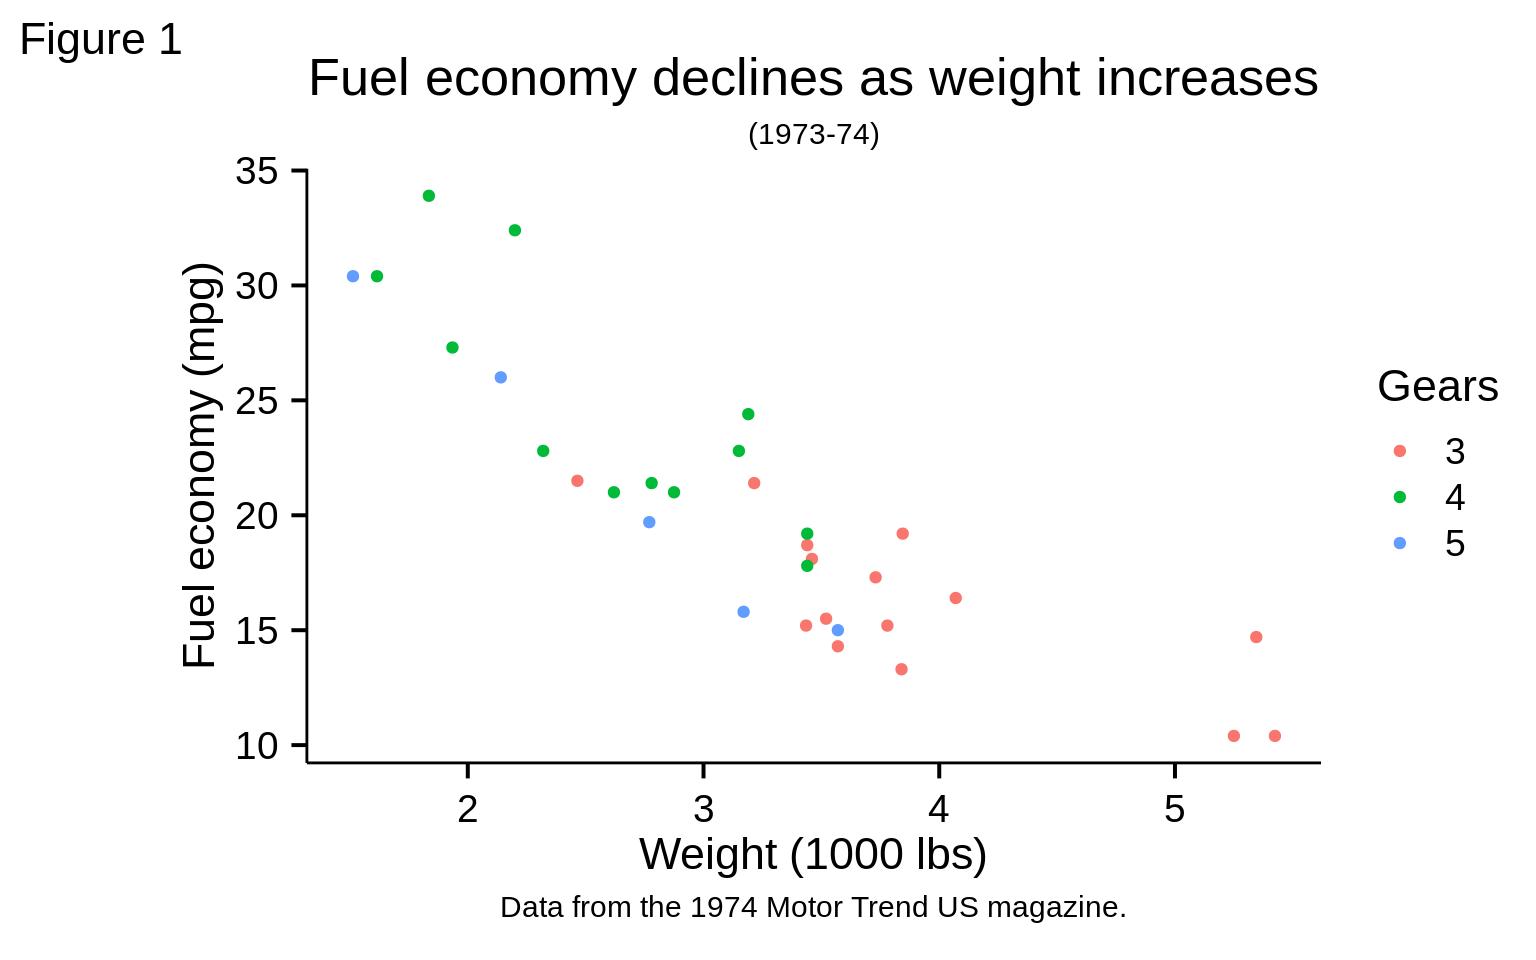 Figure 1
Fuel economy declines as weight increases
(1973-74)
Fuel economy (mpg)
35
30
25
20
15
10
2 3 4 5
Weight (1000 lbs)
Data from the 1974 Motor Trend US magazine.
Gears
3
4
5